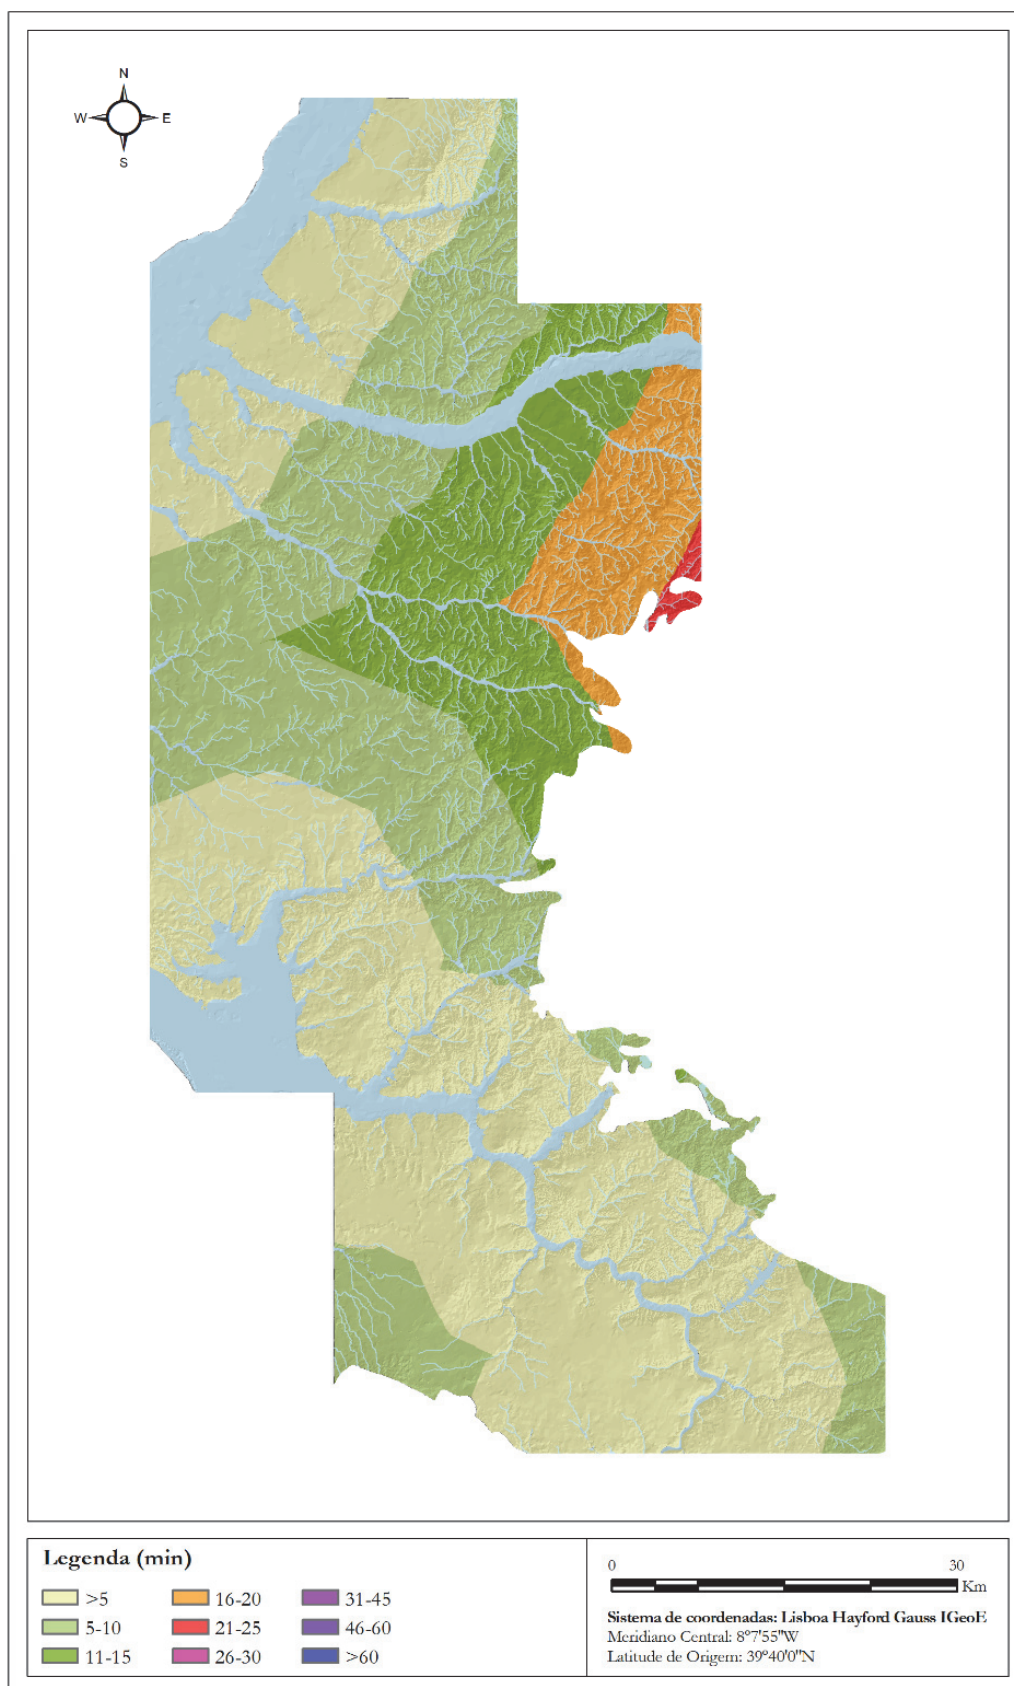 N
W E
S
Legenda (min)
>5
5-10
11-15
16-20
21-25
26-30
31-45
46-60
>60
0 30
Km
Sistema de coordenadas: Lisboa Hayford Gauss IGeoE
Meridiano Central: 8°7'55"W
Latitude de Origem: 39°40'0"N